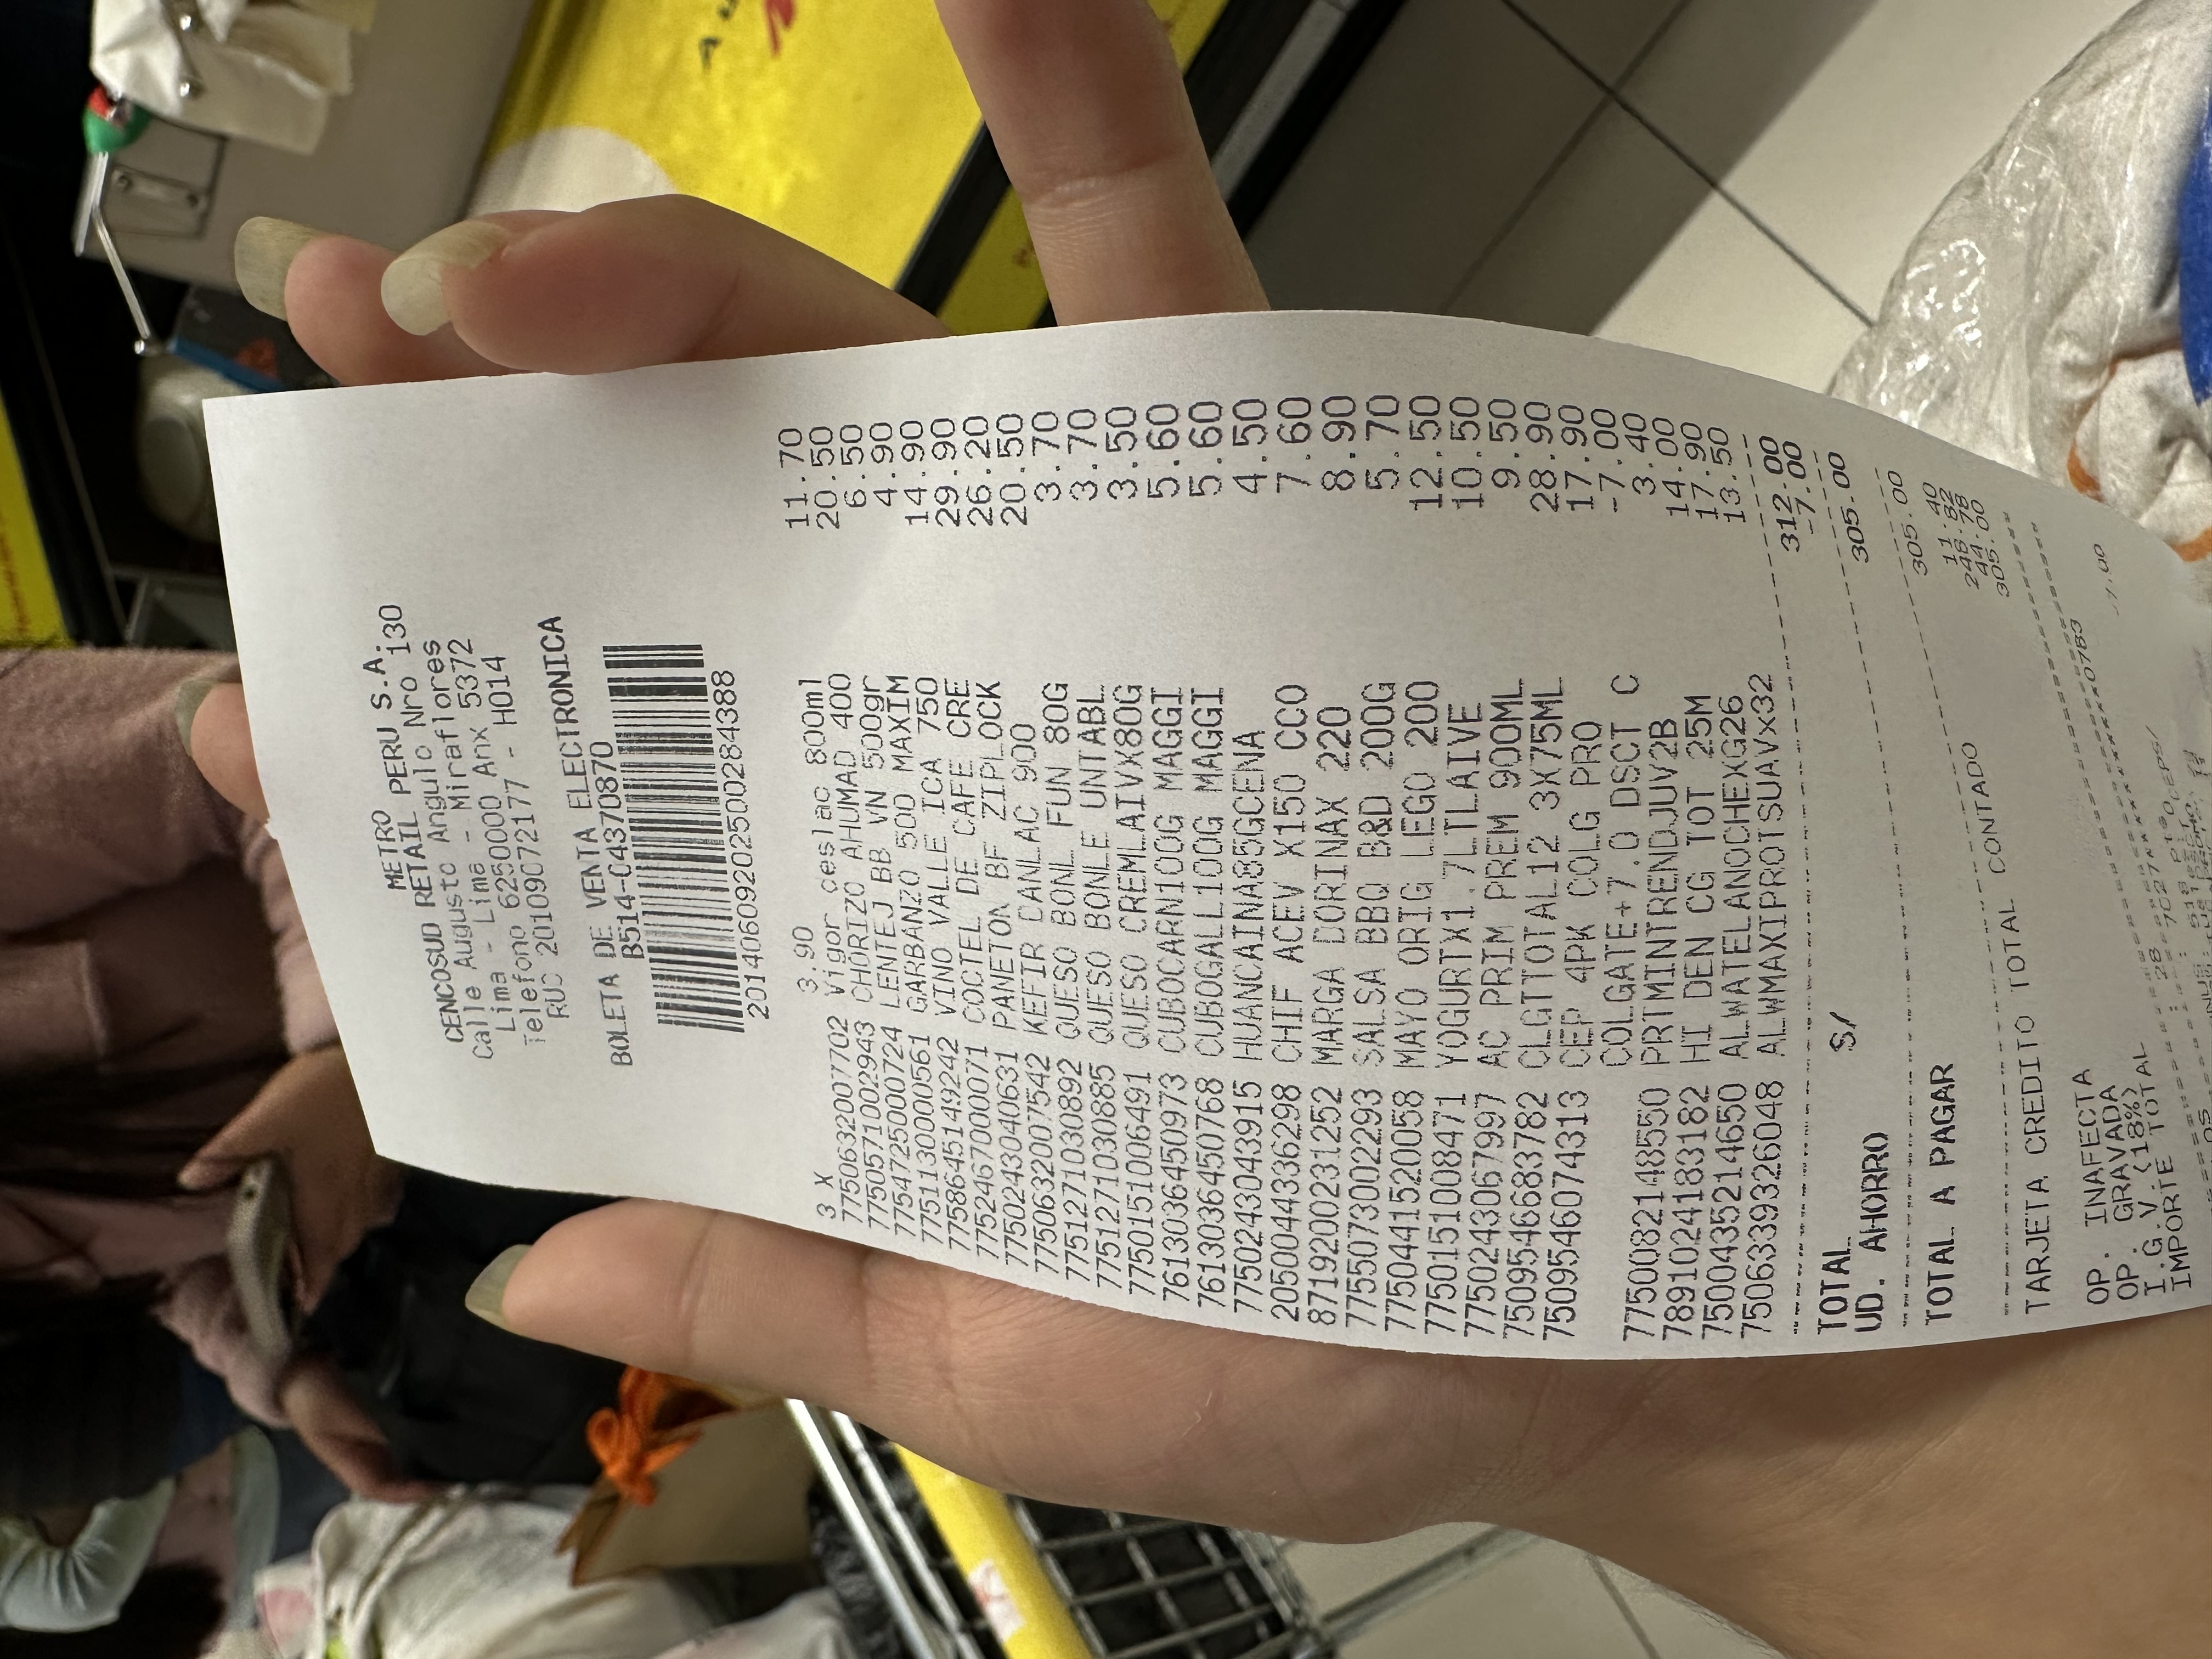 METRO
CENCOSUD RETAIL PERU S.A.
Calle Augusto Angulo Nro 130
Lima - Lima - Miraflores
Telefono 6250000 Anx 5372
RUC 20109072177 - H014
BOLETA DE VENTA ELECTRONICA
B514-04370870
2014060920250028​4388
3 X 3.90
7750632007702 Vigor deslac 800ml 11.70
7750571002943 CHORIZO AHUMAD 400 20.50
7754725000724 LENTEJ BB VN 500gr 6.50
7751130000561 GARBANZO 500 MAXIM 4.90
7758645149242 VINO VALLE ICA 750 14.90
7752467000071 COCTEL DE CAFE CRE 29.90
7750243040631 PANETON BF ZIPLOCK 26.20
7750632007542 KEFIR DANLAC 900 20.50
7751271030892 QUESO BONL FUN 80G 3.70
7751271030885 QUESO BONLE UNTABL 3.70
7750151006491 QUESO CREMLAIVX80G 3.50
7613036450973 CUBOCARN100G MAGGI 5.60
7613036450768 CUBOGALL100G MAGGI 5.60
7750243043915 HUANCAINA85GCENA 4.50
2050044336298 CHIF ACEV X150 CCO 7.60
8719200231252 MARGA DORINAX 220 8.90
7755073002293 SALSA BBQ B&D 200G 5.70
7750441520058 MAYO ORIG LEGO 200 12.50
7750151008471 YOGURTX1.7LTLAIVE 10.50
7750243067997 AC PRIM PREM 900ML 9.50
7509546683782 CLGTTOTAL12 3X75ML 28.90
7509546074313 CEP 4PK COLG PRO 17.90
COLGATE+7.0 DSCT C -7.00
7750082148550 PRTMINTRENDJUV2B 3.40
7891024183182 HI DEN CG TOT 25M 14.00
7500435214650 ALWATELANOCHEXG26 17.90
7506339326048 ALWMAXIPROTSUAVx32 13.50
TOTAL S/ 312.00
UD. AHORRO -7.00
TOTAL A PAGAR 305.00
TARJETA CREDITO TOTAL CONTADO 305.00
OP. INAFECTA 11.40
OP. GRAVADA 248.82
I.G.V.(18%) 44.78
IMPORTE TOTAL 305.00
: 28
: 7027***********0783
-7.00